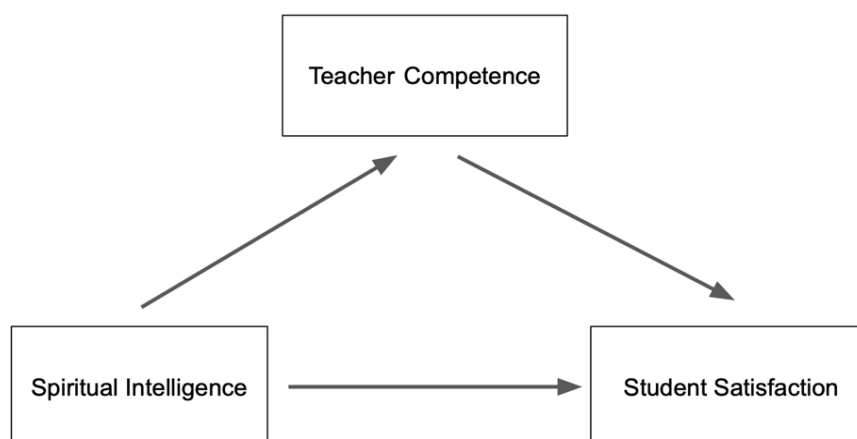 Teacher Competence
Spiritual Intelligence
Student Satisfaction